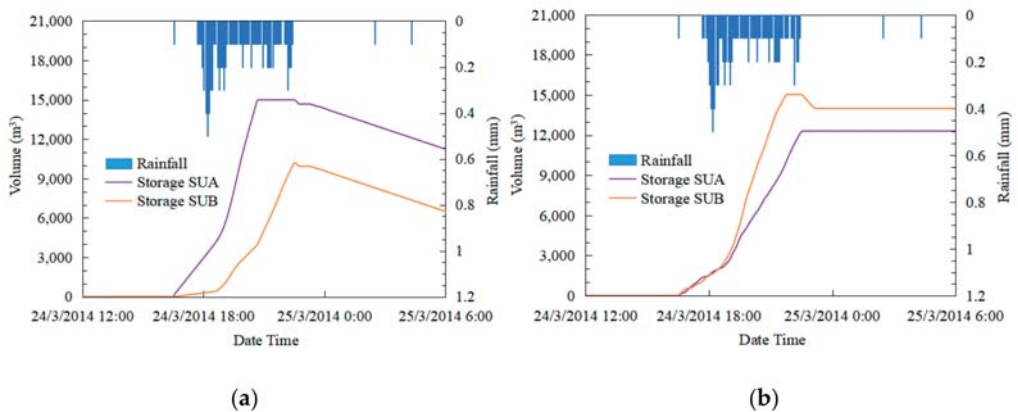 21,000
18,000
15,000
12,000
9,000
6,000
3,000
0
Volume (m³)
0
0.2
0.4
0.6
0.8
1
1.2
Rainfall (mm)
Rainfall
Storage SUA
Storage SUB
24/3/2014 12:00
24/3/2014 18:00
25/3/2014 0:00
25/3/2014 6:00
Date Time
(a)
21,000
18,000
15,000
12,000
9,000
6,000
3,000
0
Volume (m³)
0
0.2
0.4
0.6
0.8
1
1.2
Rainfall (mm)
Rainfall
Storage SUA
Storage SUB
24/3/2014 12:00
24/3/2014 18:00
25/3/2014 0:00
25/3/2014 6:00
Date Time
(b)